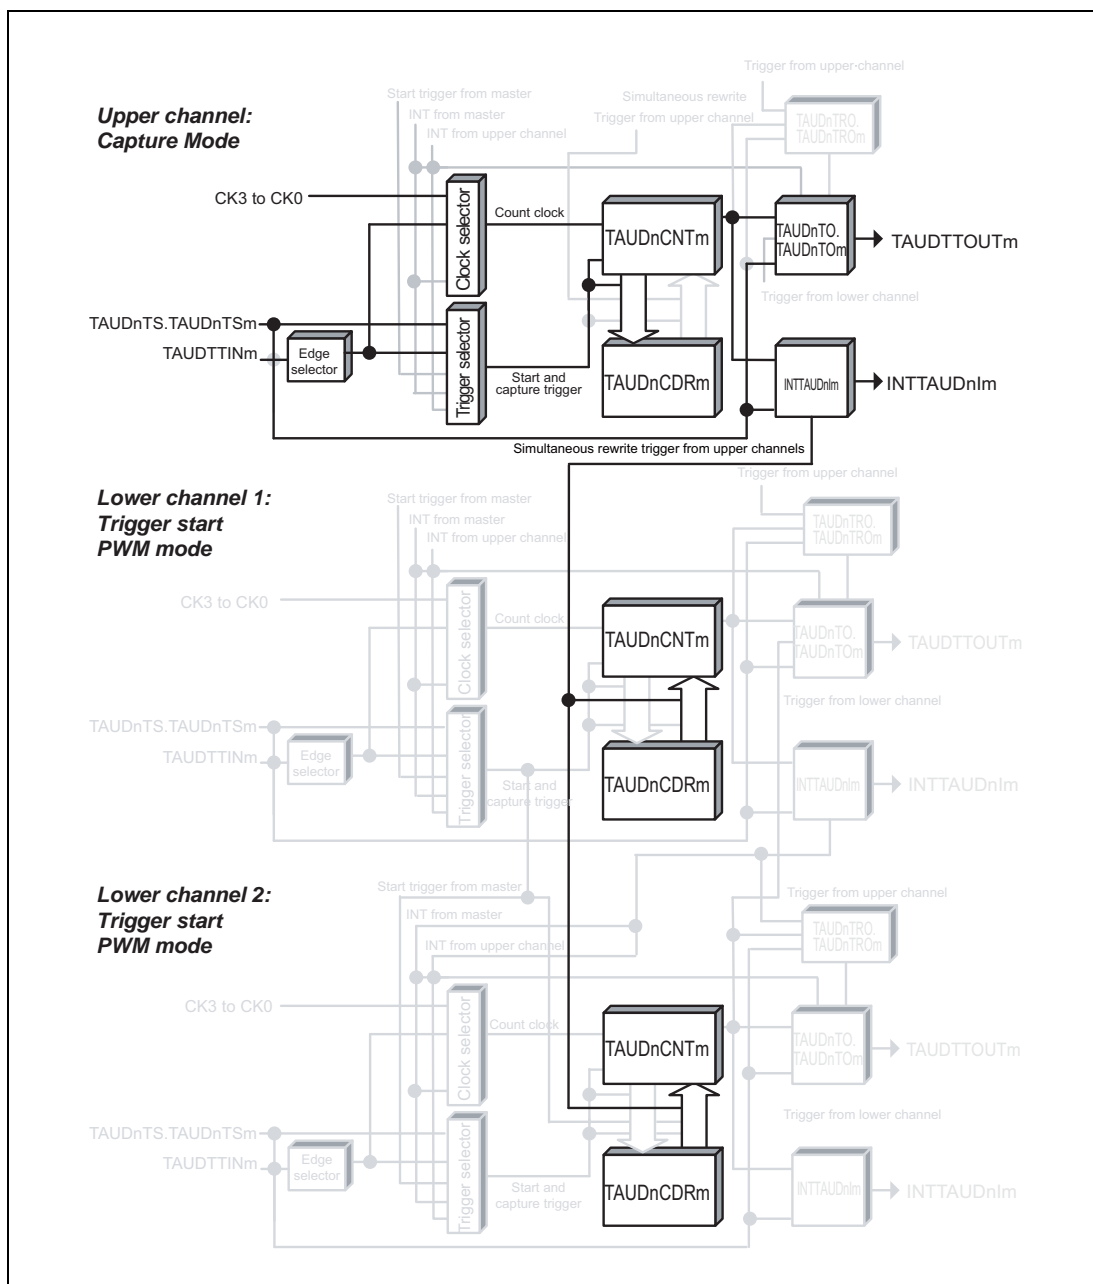 Trigger from upper-channel
Start trigger from master
Simultaneous rewrite
Upper channel:
Capture Mode
INT from master
Trigger from upper channel
INT from upper channel
TAUDnTRO.
TAUDnTROm
CK3 to CK0
Clock selector
Count clock
TAUDnCNTm
TAUDnTO.
TAUDnTOm
TAUDTTOUTm
Trigger from lower channel
TAUDnTS.TAUDnTSm
TAUDTTINm
Edge
selector
Trigger selector
Start and
capture trigger
TAUDnCDRm
INTTAUDnIm
INTTAUDnIm
Simultaneous rewrite trigger from upper channels
Trigger from upper channel
Lower channel 1:
Trigger start
PWM mode
Start trigger from master
INT from master
INT from upper channel
TAUDnTRO.
TAUDnTROm
CK3 to CK0
Clock selector
Count clock
TAUDnCNTm
TAUDnTO.
TAUDnTOm
TAUDTTOUTm
Trigger from lower channel
TAUDnTS.TAUDnTSm
TAUDTTINm
Edge
selector
Trigger selector
Start and
capture trigger
TAUDnCDRm
INTTAUDnIm
INTTAUDnIm
Lower channel 2:
Trigger start
PWM mode
Start trigger from master
INT from master
INT from upper channel
Trigger from upper channel
TAUDnTRO.
TAUDnTROm
CK3 to CK0
Clock selector
Count clock
TAUDnCNTm
TAUDnTO.
TAUDnTOm
TAUDTTOUTm
Trigger from lower channel
TAUDnTS.TAUDnTSm
TAUDTTINm
Edge
selector
Trigger selector
Start and
capture trigger
TAUDnCDRm
INTTAUDnIm
INTTAUDnIm